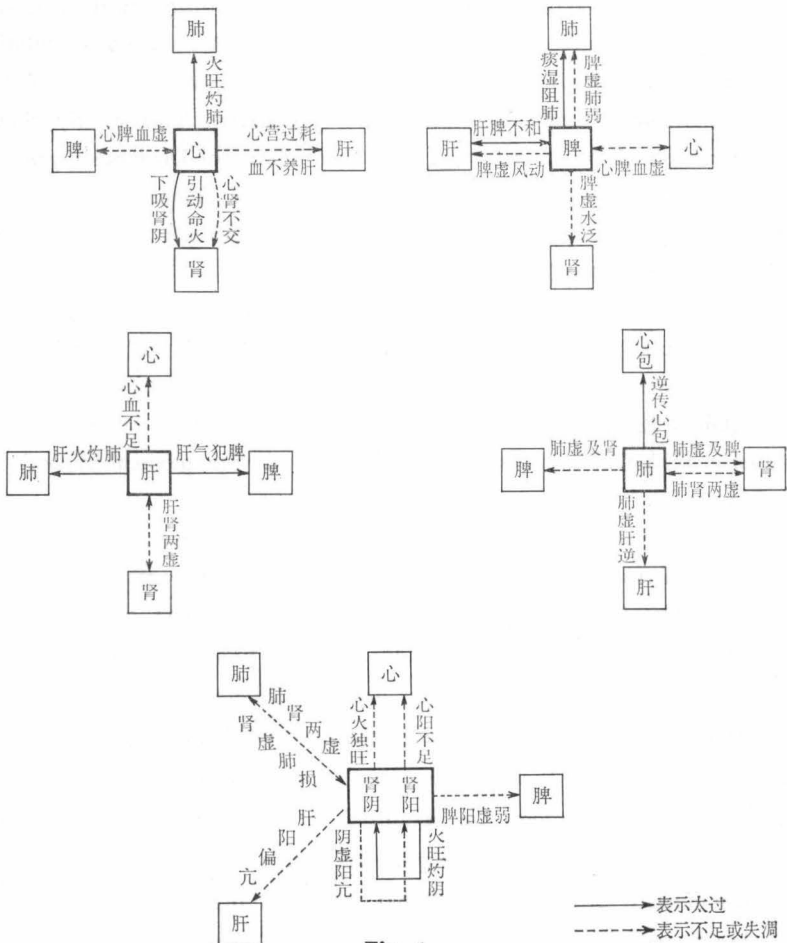 肺
火旺灼肺
脾
心脾血虚
心
心营过耗
血不养肝
肝
下吸肾阴
引动命火
心肾不交
肾
肺
痰湿阻肺
脾虚肺弱
肝
肝脾不和
脾虚风动
脾
心脾血虚
心
脾虚水泛
肾
心
心血不足
肺
肝火灼肺
肝
肝气犯脾
脾
肝肾两虚
肾
心包
逆传心包
脾
肺虚及肾
肺
肺虚及脾
肺肾两虚
肾
肺虚肝逆
肝
肺
肺肾两虚
肾虚肺损
心
心火独旺
心阳不足
肾阴
肾阳
脾阳虚弱
脾
肝阳偏亢
肝
阴虚阳亢
火旺灼阴
表示太过
表示不足或失调